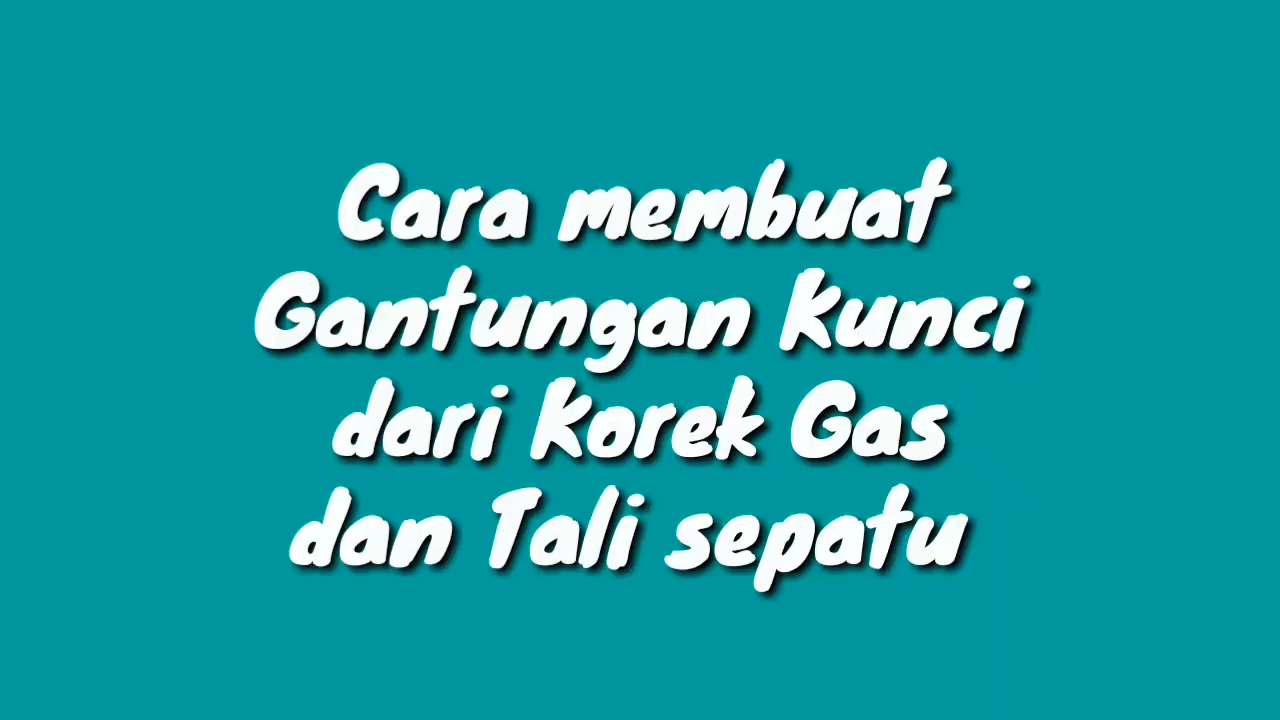 Cara membuat
Gantungan Kunci
dari Korek Gas
dan Tali sepatu